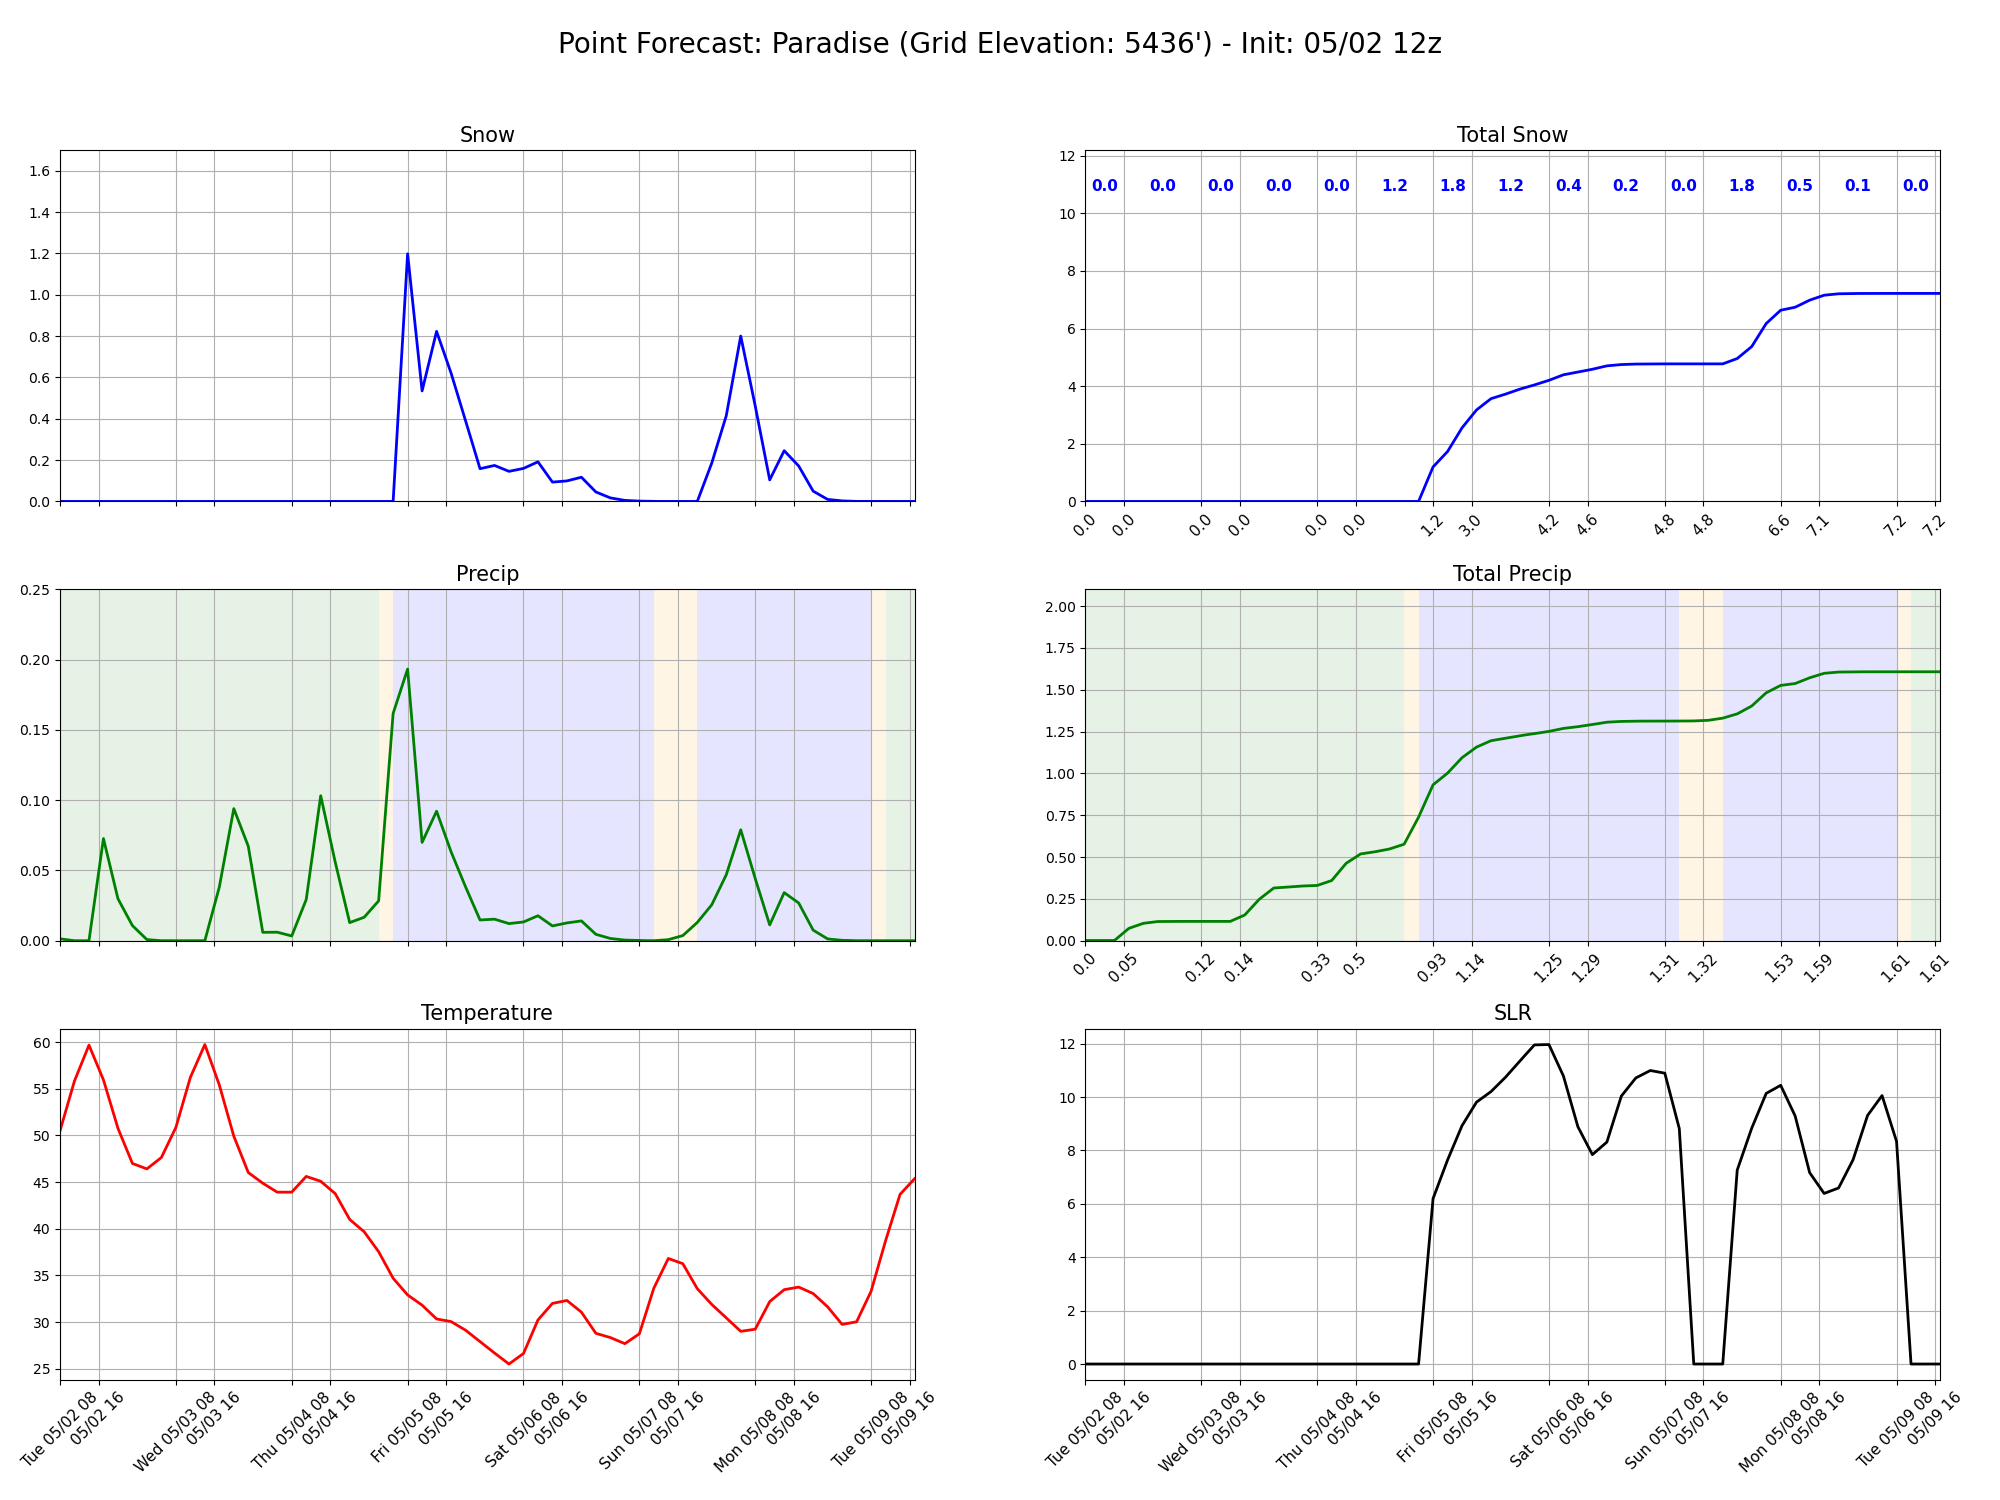 Point Forecast: Paradise (Grid Elevation: 5436') - Init: 05/02 12z
Snow
1.6
1.4
1.2
1.0
0.8
0.6
0.4
0.2
0.0
Total Snow
12
10
8
6
4
2
0
0.0 0.0 0.0 0.0 0.0 1.2 1.8 1.2 0.4 0.2 0.0 1.8 0.5 0.1 0.0
0.0 0.0 0.0 0.0 0.0 0.0 1.2 3.0 4.2 4.6 4.8 4.8 6.6 7.1 7.2 7.2
Precip
0.25
0.20
0.15
0.10
0.05
0.00
Total Precip
2.00
1.75
1.50
1.25
1.00
0.75
0.50
0.25
0.00
0.0 0.05 0.12 0.14 0.33 0.5 0.93 1.14 1.25 1.29 1.31 1.32 1.53 1.59 1.61 1.61
Temperature
60
55
50
45
40
35
30
25
Tue 05/02 08
05/02 16
Wed 05/03 08
05/03 16
Thu 05/04 08
05/04 16
Fri 05/05 08
05/05 16
Sat 05/06 08
05/06 16
Sun 05/07 08
05/07 16
Mon 05/08 08
05/08 16
Tue 05/09 08
05/09 16
SLR
12
10
8
6
4
2
0
Tue 05/02 08
05/02 16
Wed 05/03 08
05/03 16
Thu 05/04 08
05/04 16
Fri 05/05 08
05/05 16
Sat 05/06 08
05/06 16
Sun 05/07 08
05/07 16
Mon 05/08 08
05/08 16
Tue 05/09 08
05/09 16